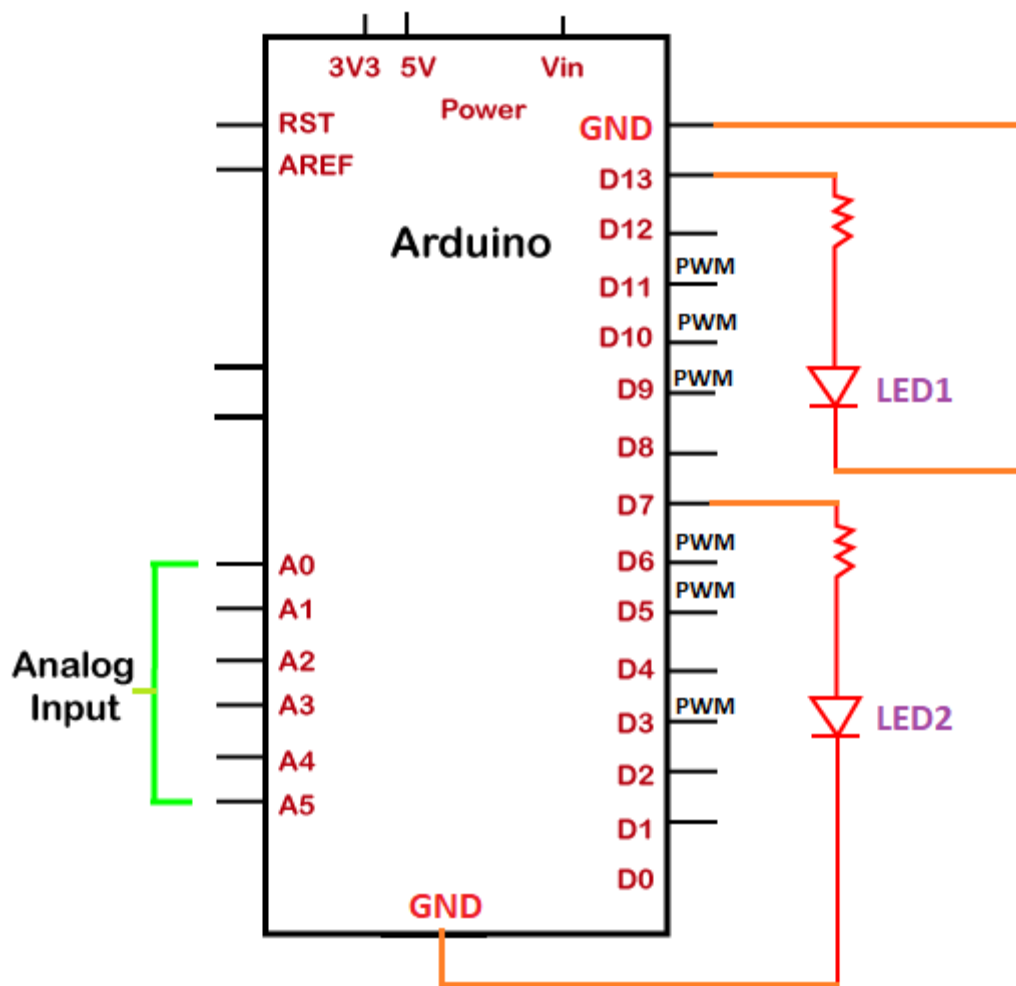 3V3 5V Vin
Power
RST
AREF
Arduino
GND
D13
D12
PWM
D11
PWM
D10
PWM
D9
D8
D7
PWM
D6
PWM
D5
D4
PWM
D3
D2
D1
D0
LED1
LED2
Analog
Input
A0
A1
A2
A3
A4
A5
GND